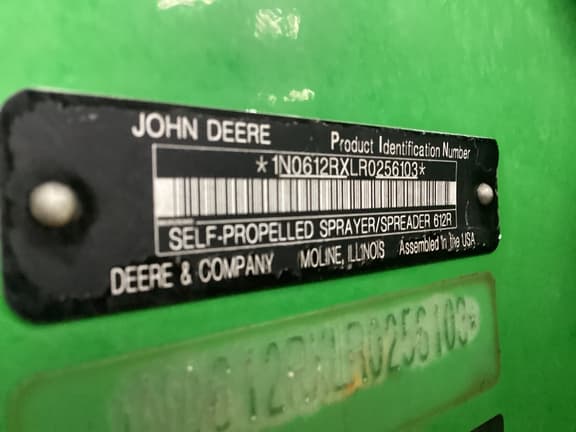 JOHN DEERE
Product Identification Number
*1N0612RXLR0256103*
SELF-PROPELLED SPRAYER/SPREADER 612R
DEERE & COMPANY MOLINE, ILLINOIS Assembled in the USA
612RXLR0256103*